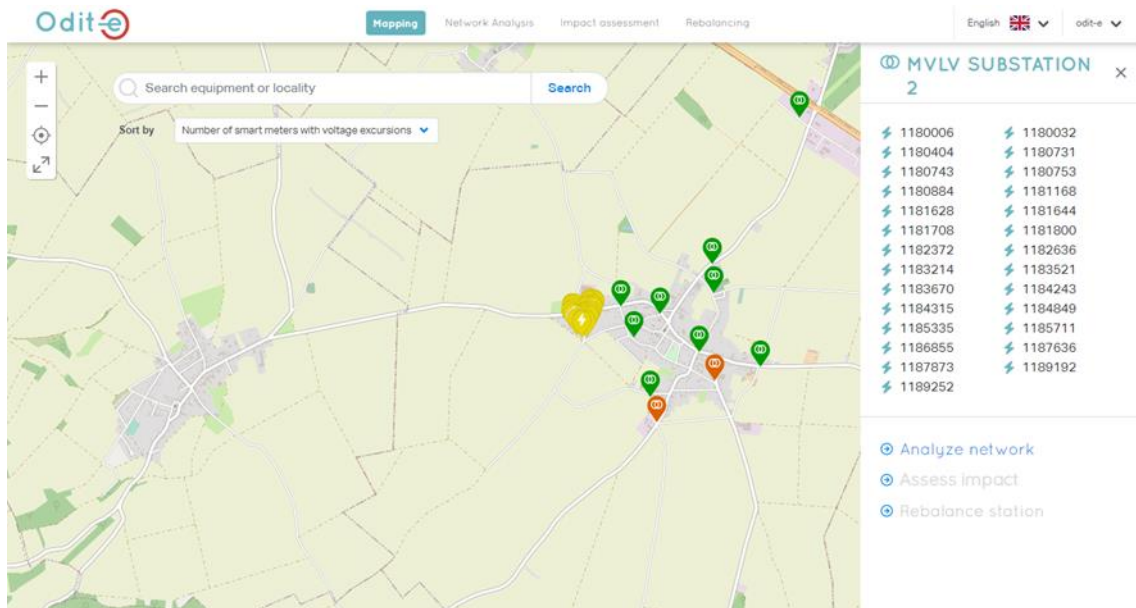 Odit-e
Mapping
Network Analysis
Impact assessment
Rebalancing
English
odit-e
Search equipment or locality
Search
Sort by
Number of smart meters with voltage excursions
MVLV SUBSTATION
2
1180006 1180032
1180404 1180731
1180743 1180753
1180884 1181168
1181628 1181644
1181708 1181800
1182372 1182636
1183214 1183521
1183670 1184243
1184315 1184849
1185335 1185711
1186855 1187636
1187873 1189192
1189252
Analyze network
Assess impact
Rebalance station